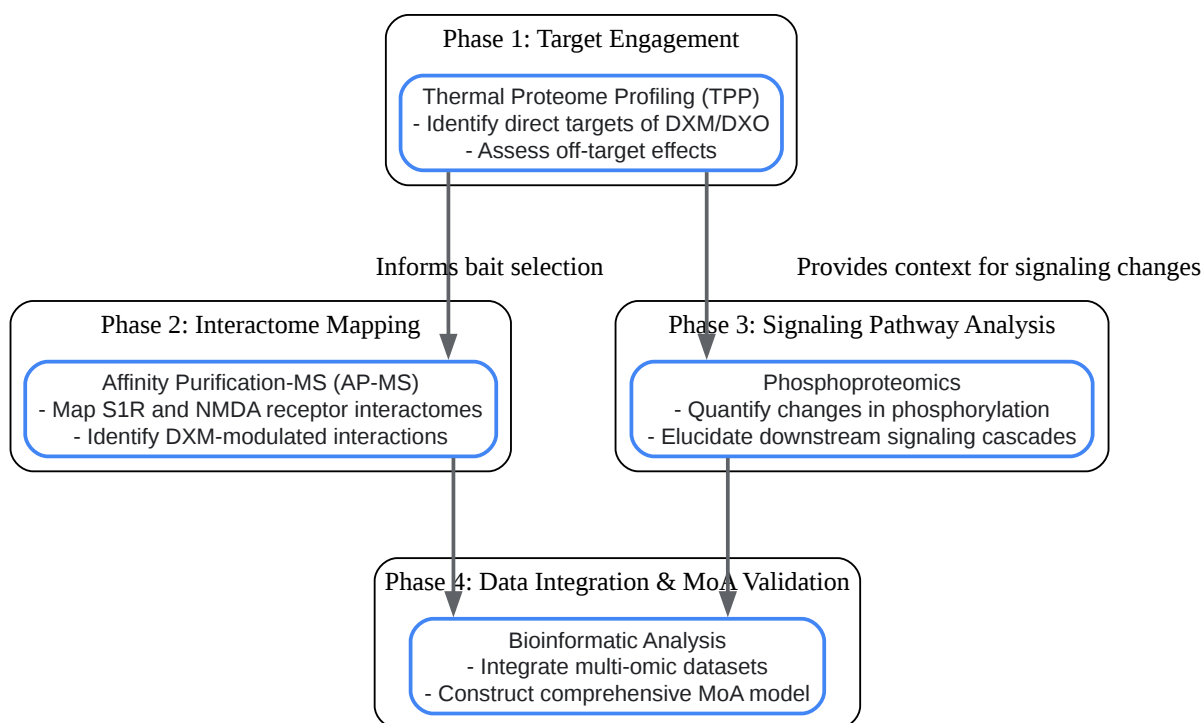 Phase 1: Target Engagement
Thermal Proteome Profiling (TPP)
- Identify direct targets of DXM/DXO
- Assess off-target effects
Informs bait selection
Provides context for signaling changes
Phase 2: Interactome Mapping
Affinity Purification-MS (AP-MS)
- Map S1R and NMDA receptor interactomes
- Identify DXM-modulated interactions
Phase 3: Signaling Pathway Analysis
Phosphoproteomics
- Quantify changes in phosphorylation
- Elucidate downstream signaling cascades
Phase 4: Data Integration & MoA Validation
Bioinformatic Analysis
- Integrate multi-omic datasets
- Construct comprehensive MoA model